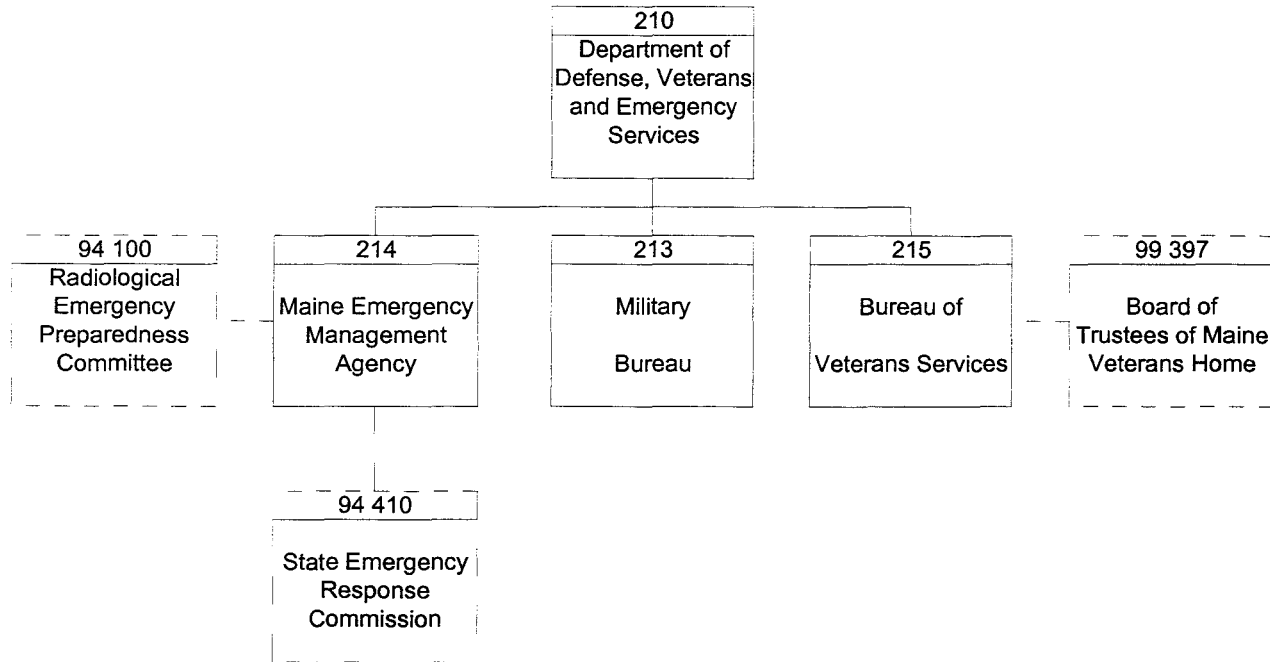 210
Department of
Defense, Veterans
and Emergency
Services
94 100
Radiological
Emergency
Preparedness
Committee
214
Maine Emergency
Management
Agency
213
Military
Bureau
215
Bureau of
Veterans Services
99 397
Board of
Trustees of Maine
Veterans Home
94 410
State Emergency
Response
Commission